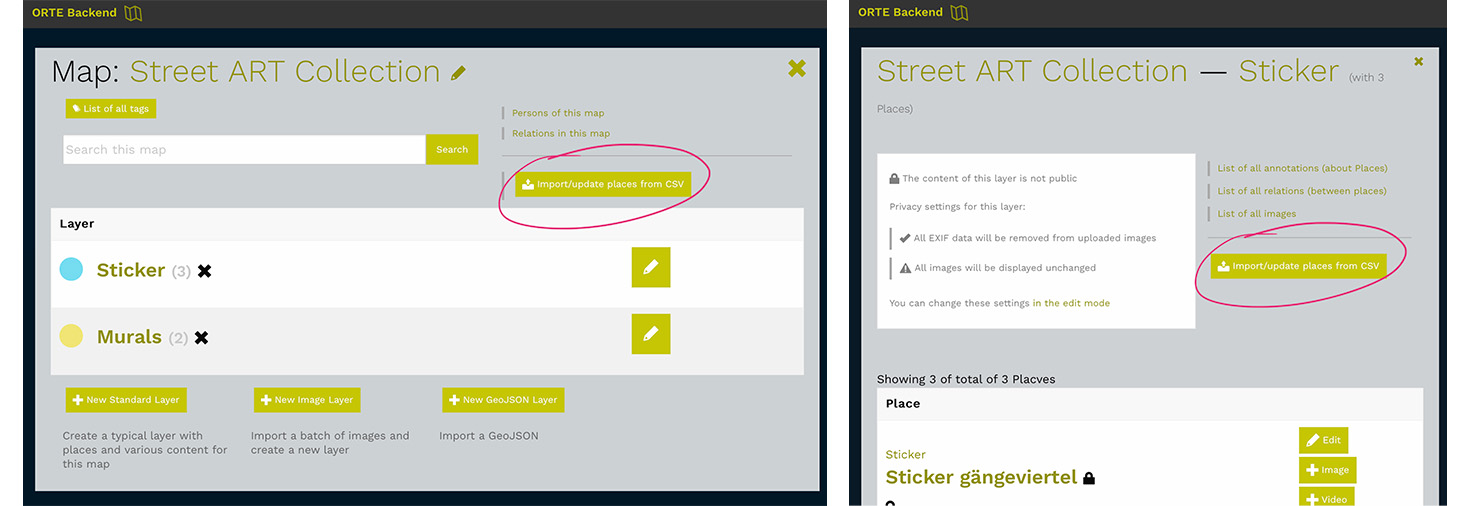 ORTE Backend
Map: Street ART Collection
List of all tags
Search this map
Search
Persons of this map
Relations in this map
Import/update places from CSV
Layer
Sticker (3)
Murals (2)
New Standard Layer
Create a typical layer with
places and various content for
this map
New Image Layer
Import a batch of images and
create a new layer
New GeoJSON Layer
Import a GeoJSON
ORTE Backend
Street ART Collection — Sticker (with 3
Places)
The content of this layer is not public
Privacy settings for this layer:
All EXIF data will be removed from uploaded images
All images will be displayed unchanged
You can change these settings in the edit mode
List of all annotations (about Places)
List of all relations (between places)
List of all images
Import/update places from CSV
Showing 3 of total of 3 Placves
Place
Sticker
Sticker gängeviertel
Edit
Image
Video